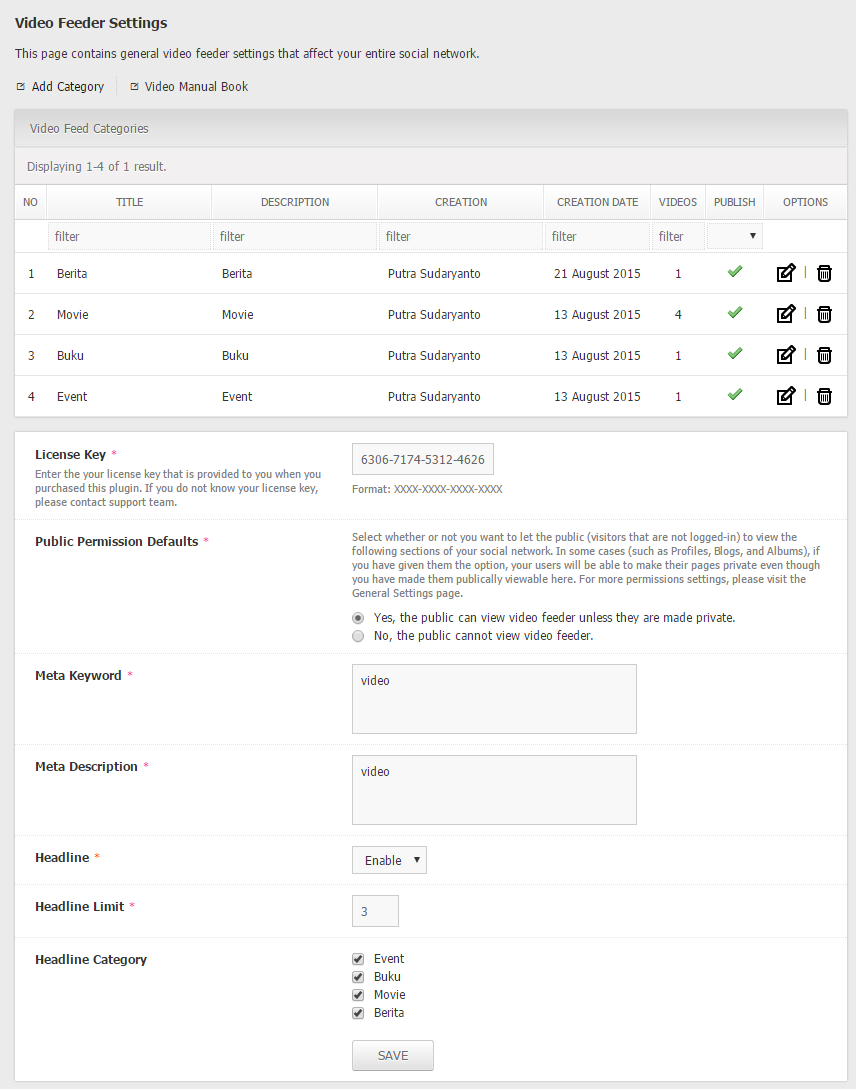 Video Feeder Settings
This page contains general video feeder settings that affect your entire social network.
Add Category
Video Manual Book
Video Feed Categories
Displaying 1-4 of 1 result.
NO TITLE DESCRIPTION CREATION CREATION DATE VIDEOS PUBLISH OPTIONS
filter filter filter filter filter
1 Berita Berita Putra Sudaryanto 21 August 2015 1 |
2 Movie Movie Putra Sudaryanto 13 August 2015 4 |
3 Buku Buku Putra Sudaryanto 13 August 2015 1 |
4 Event Event Putra Sudaryanto 13 August 2015 1 |
License Key *
Enter the your license key that is provided to you when you
purchased this plugin. If you do not know your license key,
please contact support team.
6306-7174-5312-4626
Format: XXXX-XXXX-XXXX-XXXX
Public Permission Defaults *
Select whether or not you want to let the public (visitors that are not logged-in) to view the
following sections of your social network. In some cases (such as Profiles, Blogs, and Albums), if
you have given them the option, your users will be able to make their pages private even though
you have made them publically viewable here. For more permissions settings, please visit the
General Settings page.
Yes, the public can view video feeder unless they are made private.
No, the public cannot view video feeder.
Meta Keyword *
video
Meta Description *
video
Headline *
Enable
Headline Limit *
3
Headline Category
Event
Buku
Movie
Berita
SAVE